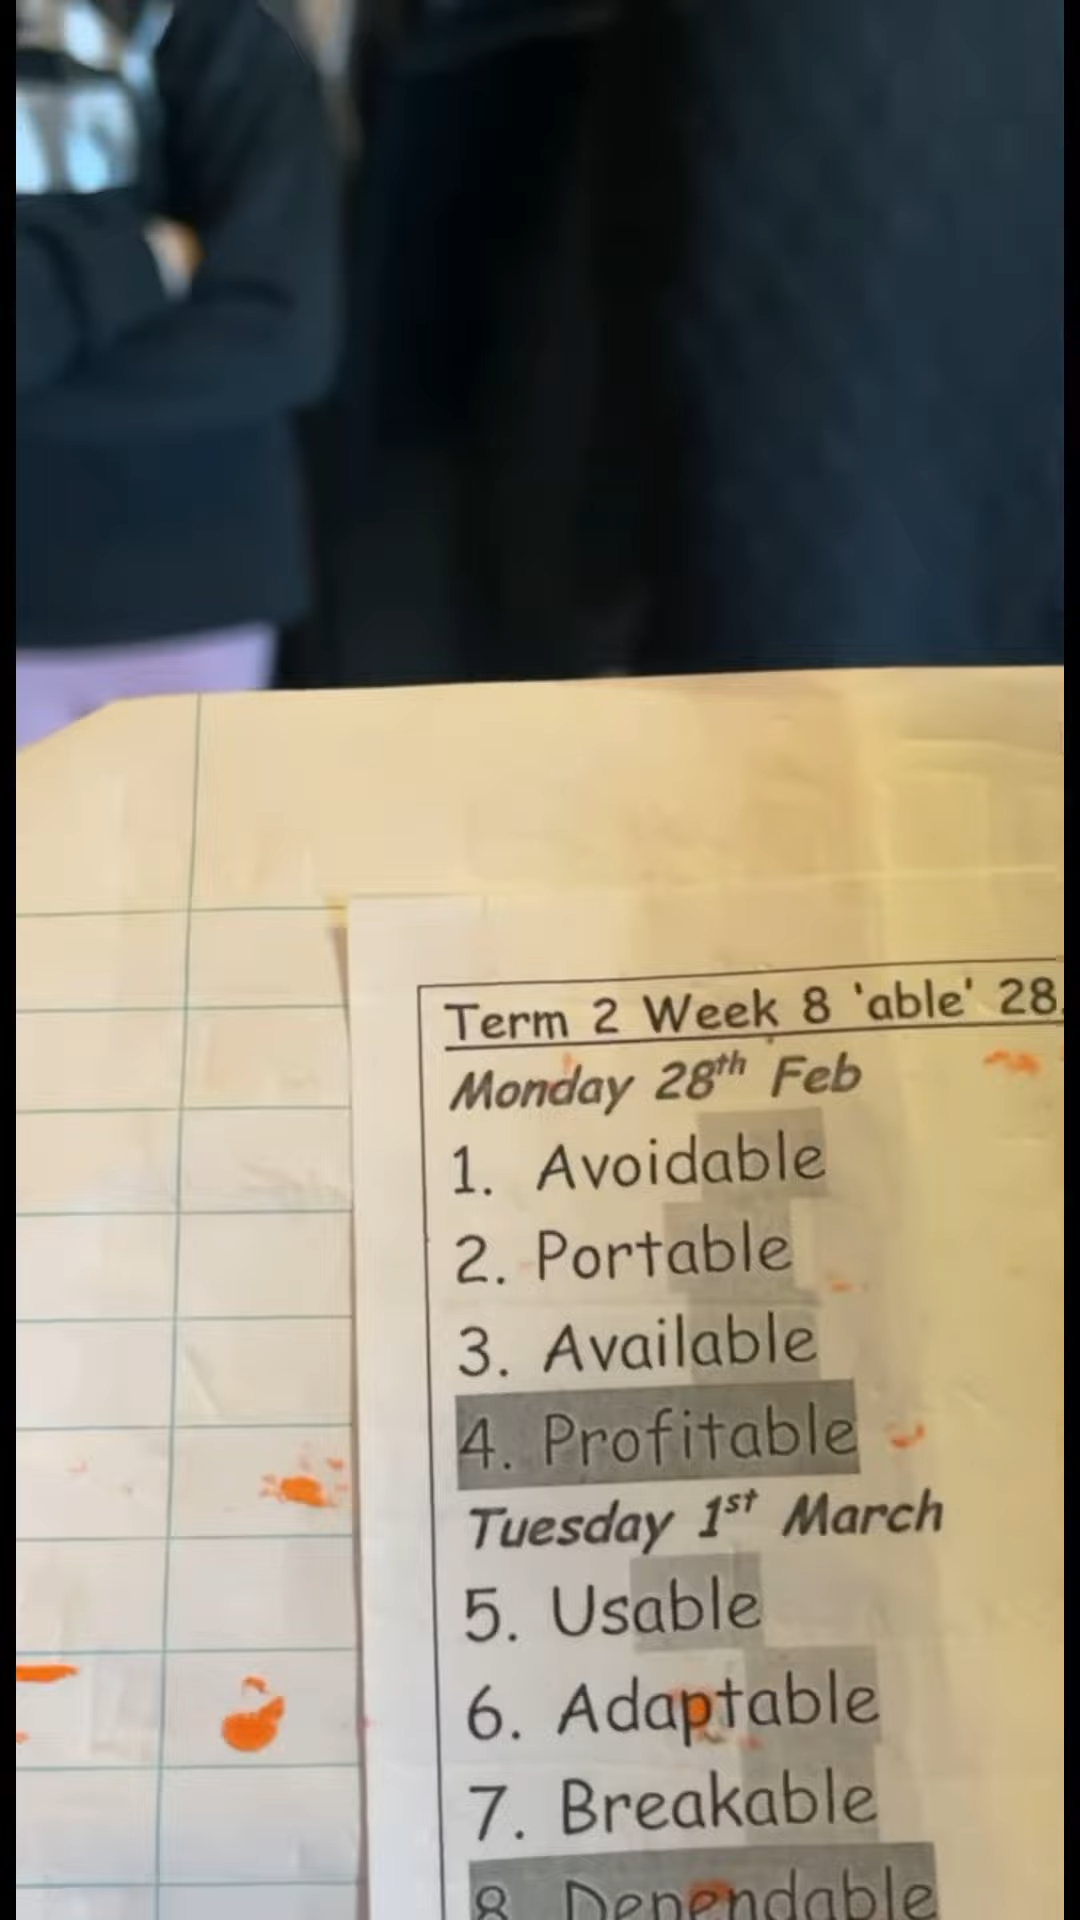 Term 2 Week 8 'able' 28
Monday 28th Feb
1. Avoidable
2. Portable
3. Available
4. Profitable
Tuesday 1st March
5. Usable
6. Adaptable
7. Breakable
8. Dependable